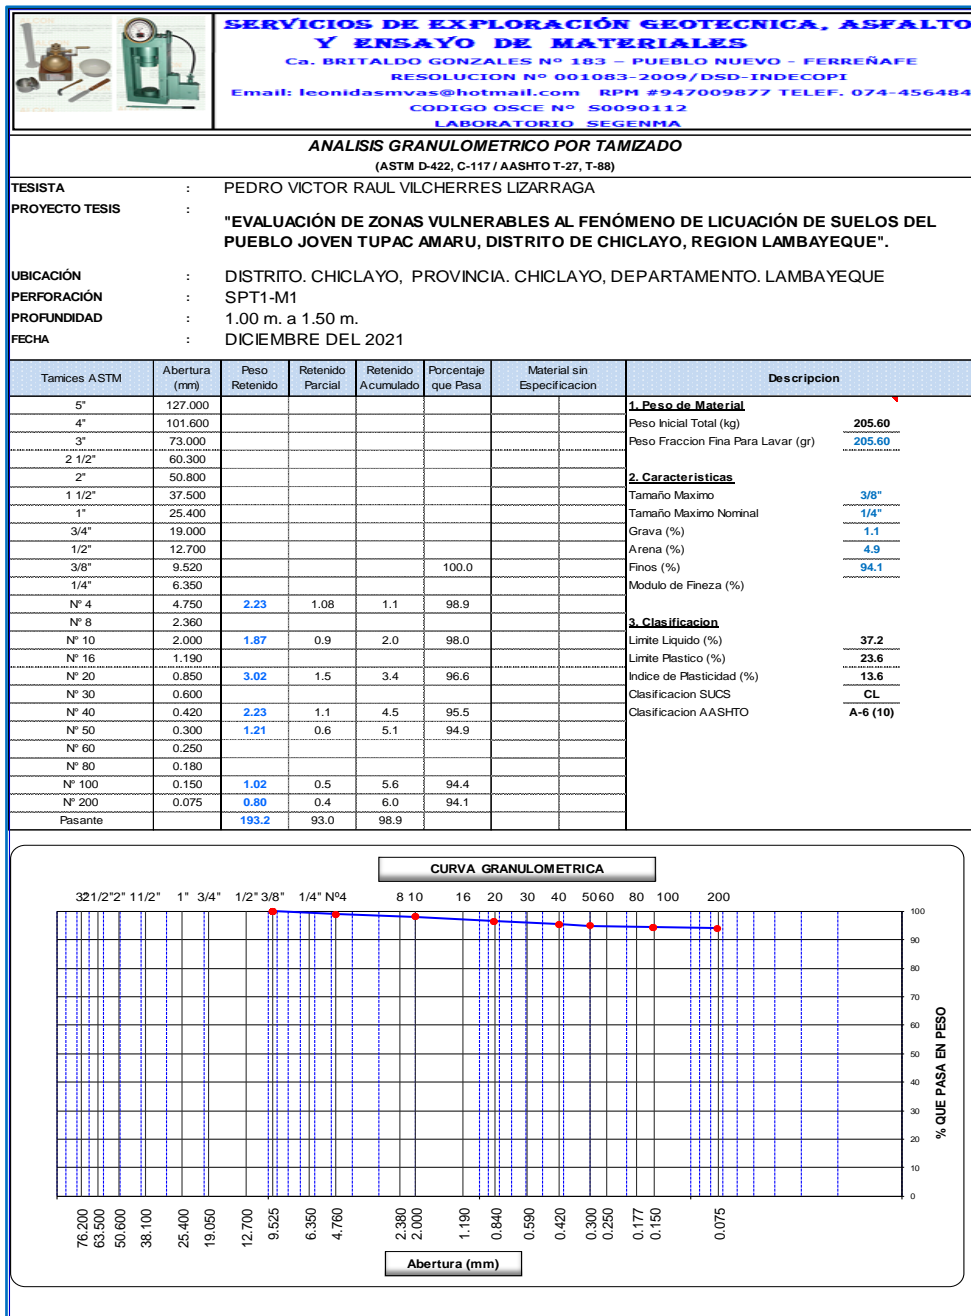 SERVICIOS DE EXPLORACIÓN GEOTECNICA, ASFALTO
Y ENSAYO DE MATERIALES
Ca. BRITALDO GONZALES Nº 183 – PUEBLO NUEVO - FERREÑAFE
RESOLUCION Nº 001083-2009/DSD-INDECOPI
Email: leonidasmvas@hotmail.com RPM #947009877 TELEF. 074-456484
CODIGO OSCE Nº S0090112
LABORATORIO SEGENMA
ANALISIS GRANULOMETRICO POR TAMIZADO
(ASTM D-422, C-117 / AASHTO T-27, T-88)
TESISTA : PEDRO VICTOR RAUL VILCHERRES LIZARRAGA
PROYECTO TESIS :
"EVALUACIÓN DE ZONAS VULNERABLES AL FENÓMENO DE LICUACIÓN DE SUELOS DEL
PUEBLO JOVEN TUPAC AMARU, DISTRITO DE CHICLAYO, REGION LAMBAYEQUE".
UBICACIÓN : DISTRITO. CHICLAYO, PROVINCIA. CHICLAYO, DEPARTAMENTO. LAMBAYEQUE
PERFORACIÓN : SPT1-M1
PROFUNDIDAD : 1.00 m. a 1.50 m.
FECHA : DICIEMBRE DEL 2021
Tamices ASTM Abertura (mm) Peso Retenido Retenido Parcial Retenido Acumulado Porcentaje que Pasa Material sin Especificacion Descripcion
5" 127.000 1. Peso de Material
4" 101.600 Peso Inicial Total (kg) 205.60
3" 73.000 Peso Fraccion Fina Para Lavar (gr) 205.60
2 1/2" 60.300
2" 50.800 2. Caracteristicas
1 1/2" 37.500 Tamaño Maximo 3/8"
1" 25.400 Tamaño Maximo Nominal 1/4"
3/4" 19.000 Grava (%) 1.1
1/2" 12.700 Arena (%) 4.9
3/8" 9.520 100.0 Finos (%) 94.1
1/4" 6.350 Modulo de Fineza (%)
Nº 4 4.750 2.23 1.08 1.1 98.9
Nº 8 2.360 3. Clasificacion
Nº 10 2.000 1.87 0.9 2.0 98.0 Limite Liquido (%) 37.2
Nº 16 1.190 Limite Plastico (%) 23.6
Nº 20 0.850 3.02 1.5 3.4 96.6 Indice de Plasticidad (%) 13.6
Nº 30 0.600 Clasificacion SUCS CL
Nº 40 0.420 2.23 1.1 4.5 95.5 Clasificacion AASHTO A-6 (10)
Nº 50 0.300 1.21 0.6 5.1 94.9
Nº 60 0.250
Nº 80 0.180
Nº 100 0.150 1.02 0.5 5.6 94.4
Nº 200 0.075 0.80 0.4 6.0 94.1
Pasante 193.2 93.0 98.9
CURVA GRANULOMETRICA
3" 2 1/2" 2" 1 1/2" 1" 3/4" 1/2" 3/8" 1/4" Nº4 8 10 16 20 30 40 50 60 80 100 200
100
90
80
70
60
50
40
30
20
10
0
% QUE PASA EN PESO
76.200 63.500 50.600 38.100 25.400 19.050 12.700 9.525 6.350 4.760 2.380 2.000 1.190 0.840 0.590 0.420 0.300 0.250 0.177 0.150 0.075
Abertura (mm)